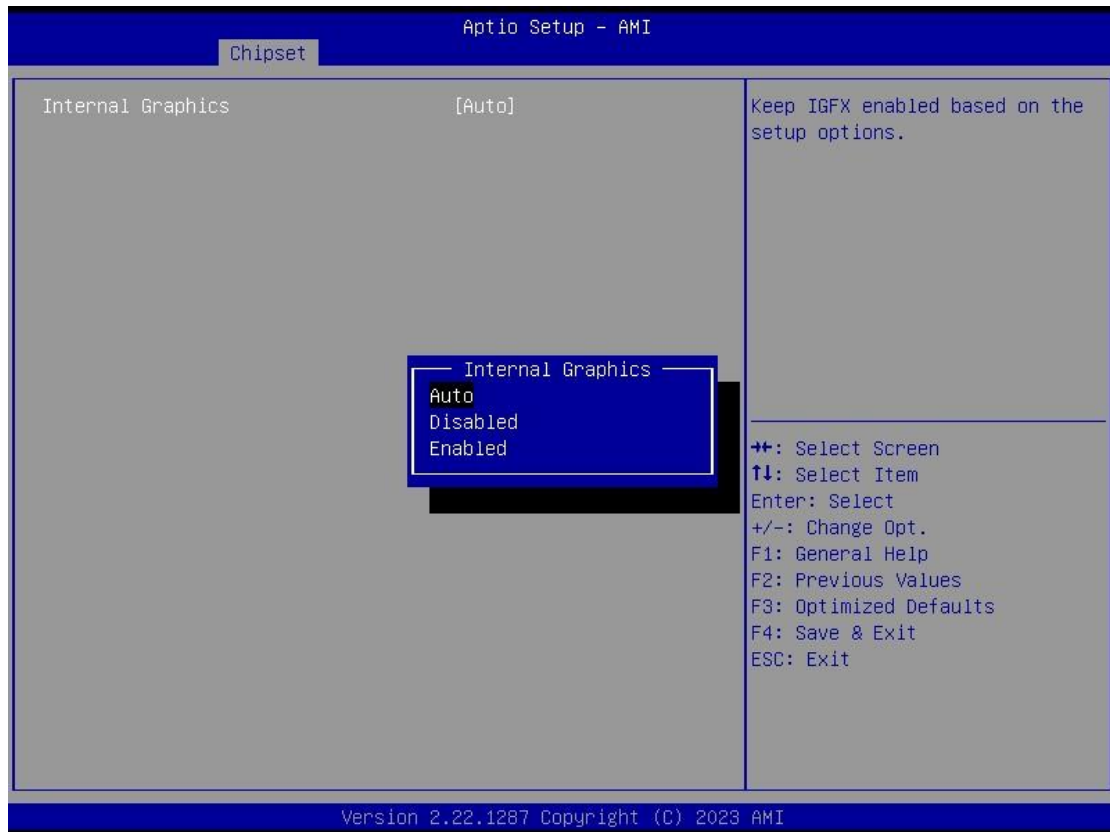 Aptio Setup – AMI
Chipset
Internal Graphics [Auto]
Keep IGFX enabled based on the
setup options.
Internal Graphics
Auto
Disabled
Enabled
→←: Select Screen
↑↓: Select Item
Enter: Select
+/-: Change Opt.
F1: General Help
F2: Previous Values
F3: Optimized Defaults
F4: Save & Exit
ESC: Exit
Version 2.22.1287 Copyright (C) 2023 AMI